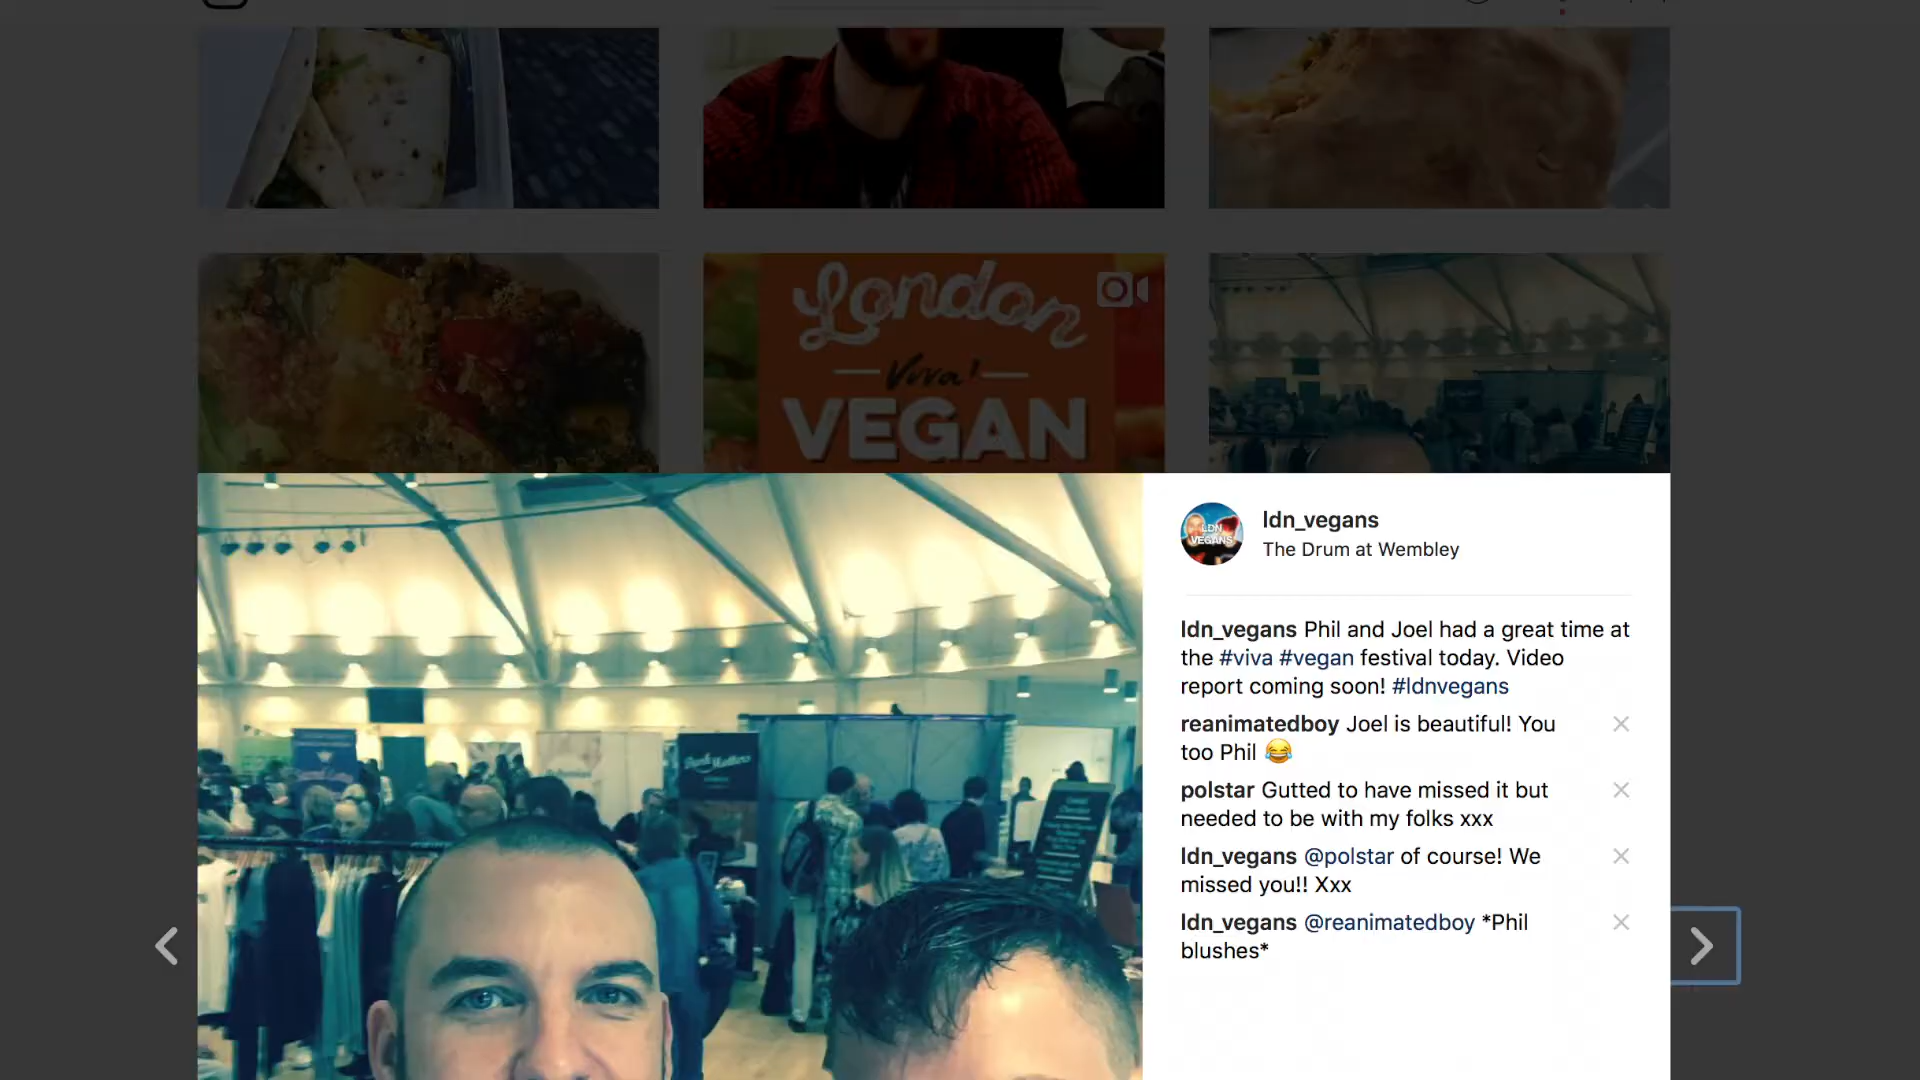 London
Viva!
VEGAN
LDN
VEGANS
ldn_vegans
The Drum at Wembley
ldn_vegans Phil and Joel had a great time at
the #viva #vegan festival today. Video
report coming soon! #ldnvegans
reanimatedboy Joel is beautiful! You
too Phil 😂
polstar Gutted to have missed it but
needed to be with my folks xxx
ldn_vegans @polstar of course! We
missed you!! Xxx
ldn_vegans @reanimatedboy *Phil
blushes*